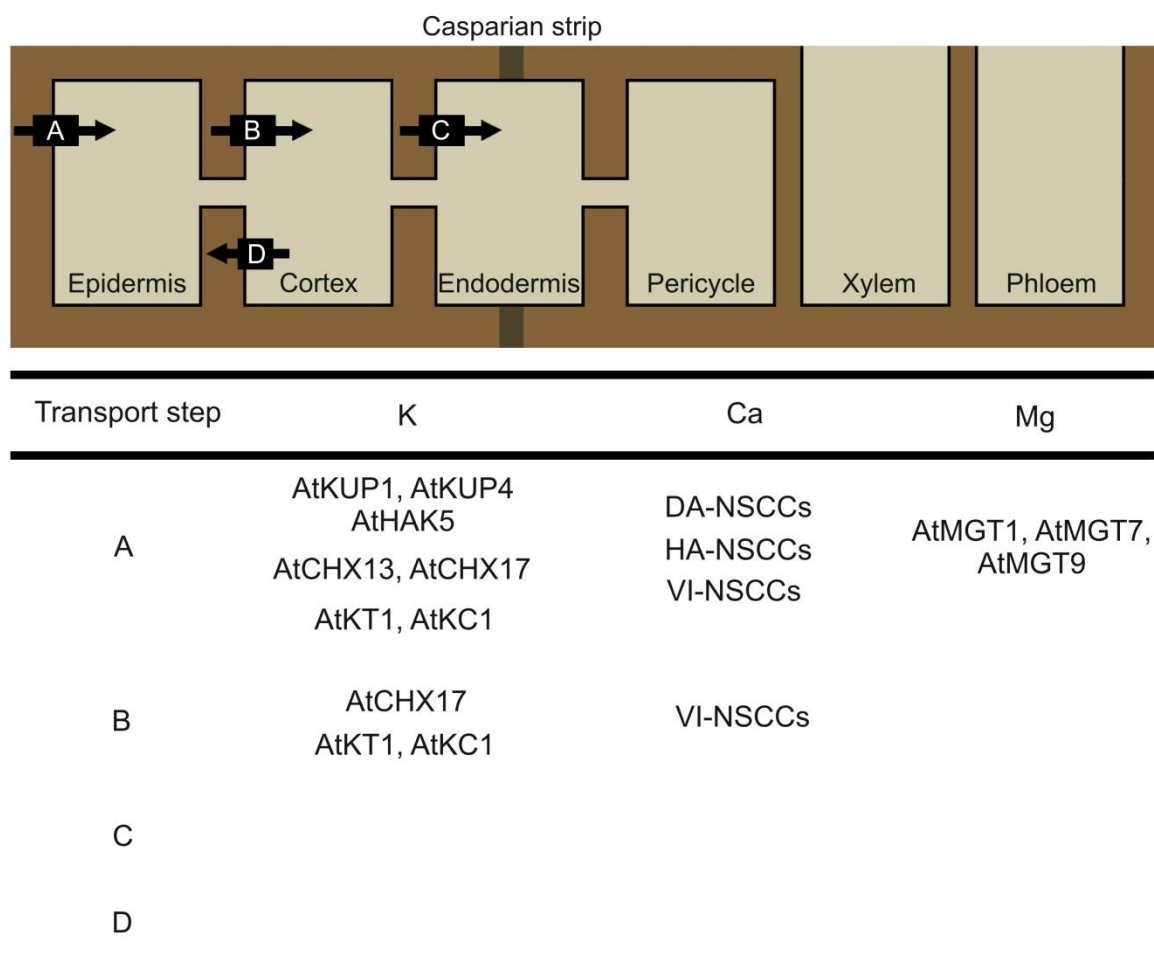 Casparian strip
A B C
D
Epidermis Cortex Endodermis Pericycle Xylem Phloem
Transport step K Ca Mg
A
AtKUP1, AtKUP4
AtHAK5
AtCHX13, AtCHX17
AtKT1, AtKC1
DA-NSCCs
HA-NSCCs
VI-NSCCs
AtMGT1, AtMGT7,
AtMGT9
B
AtCHX17
AtKT1, AtKC1
VI-NSCCs
C
D